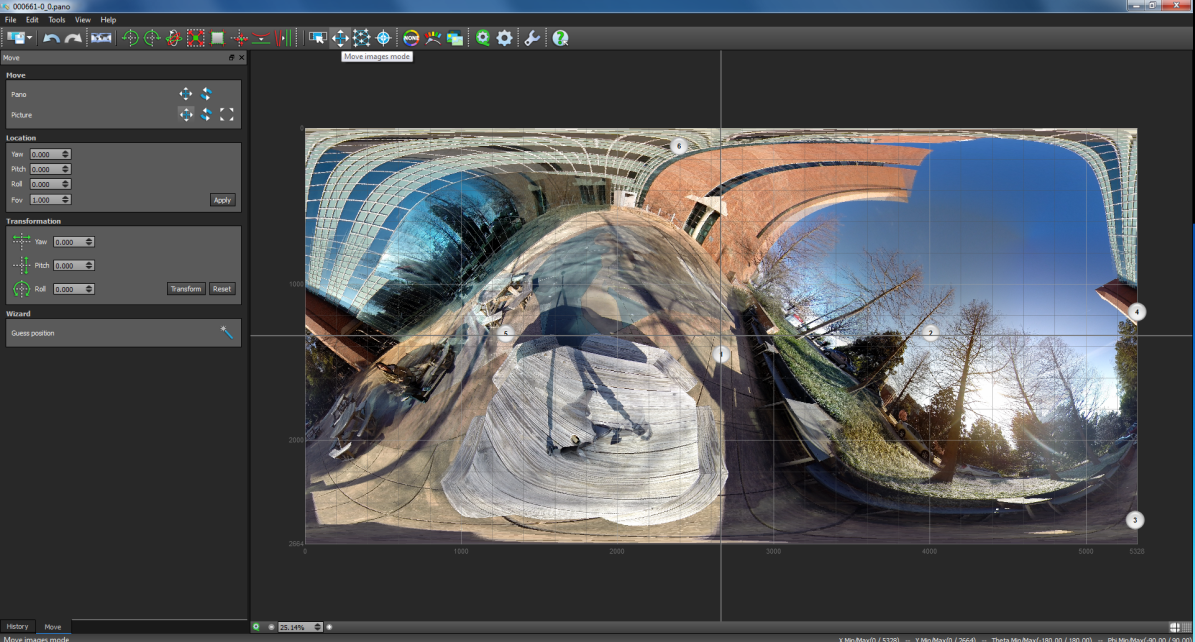 000661-0_0.pano
File Edit Tools View Help
NONE
Move images mode
Move
Move
Pano
Picture
Location
Yaw 0.000
Pitch 0.000
Roll 0.000
Fov 1.000
Apply
Transformation
Yaw 0.000
Pitch 0.000
Roll 0.000
Transform Reset
Wizard
Guess position
0
1000
2000
2664
0 1000 2000 3000 4000 5000 5328
6
4
5
2
1
3
History Move
25.14%
Move images mode
X Min/Max(0 / 5328) -- Y Min/Max(0 / 2664) -- Theta Min/Max(-180.00 / 180.00) -- Phi Min/Max(-90.00 / 90.00)